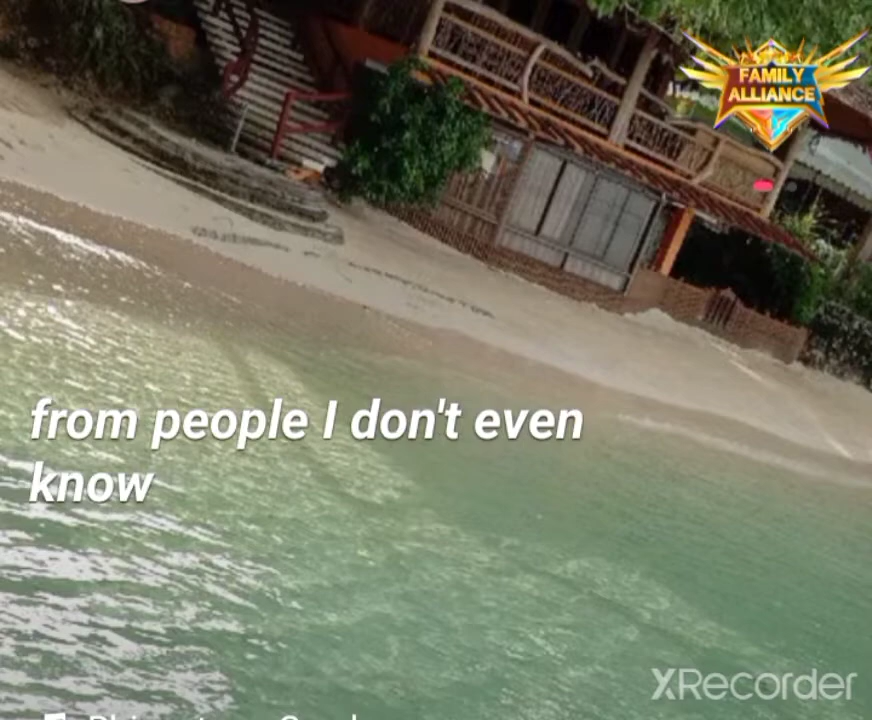 FAMILY
ALLIANCE
from people I don't even
know
XRecorder